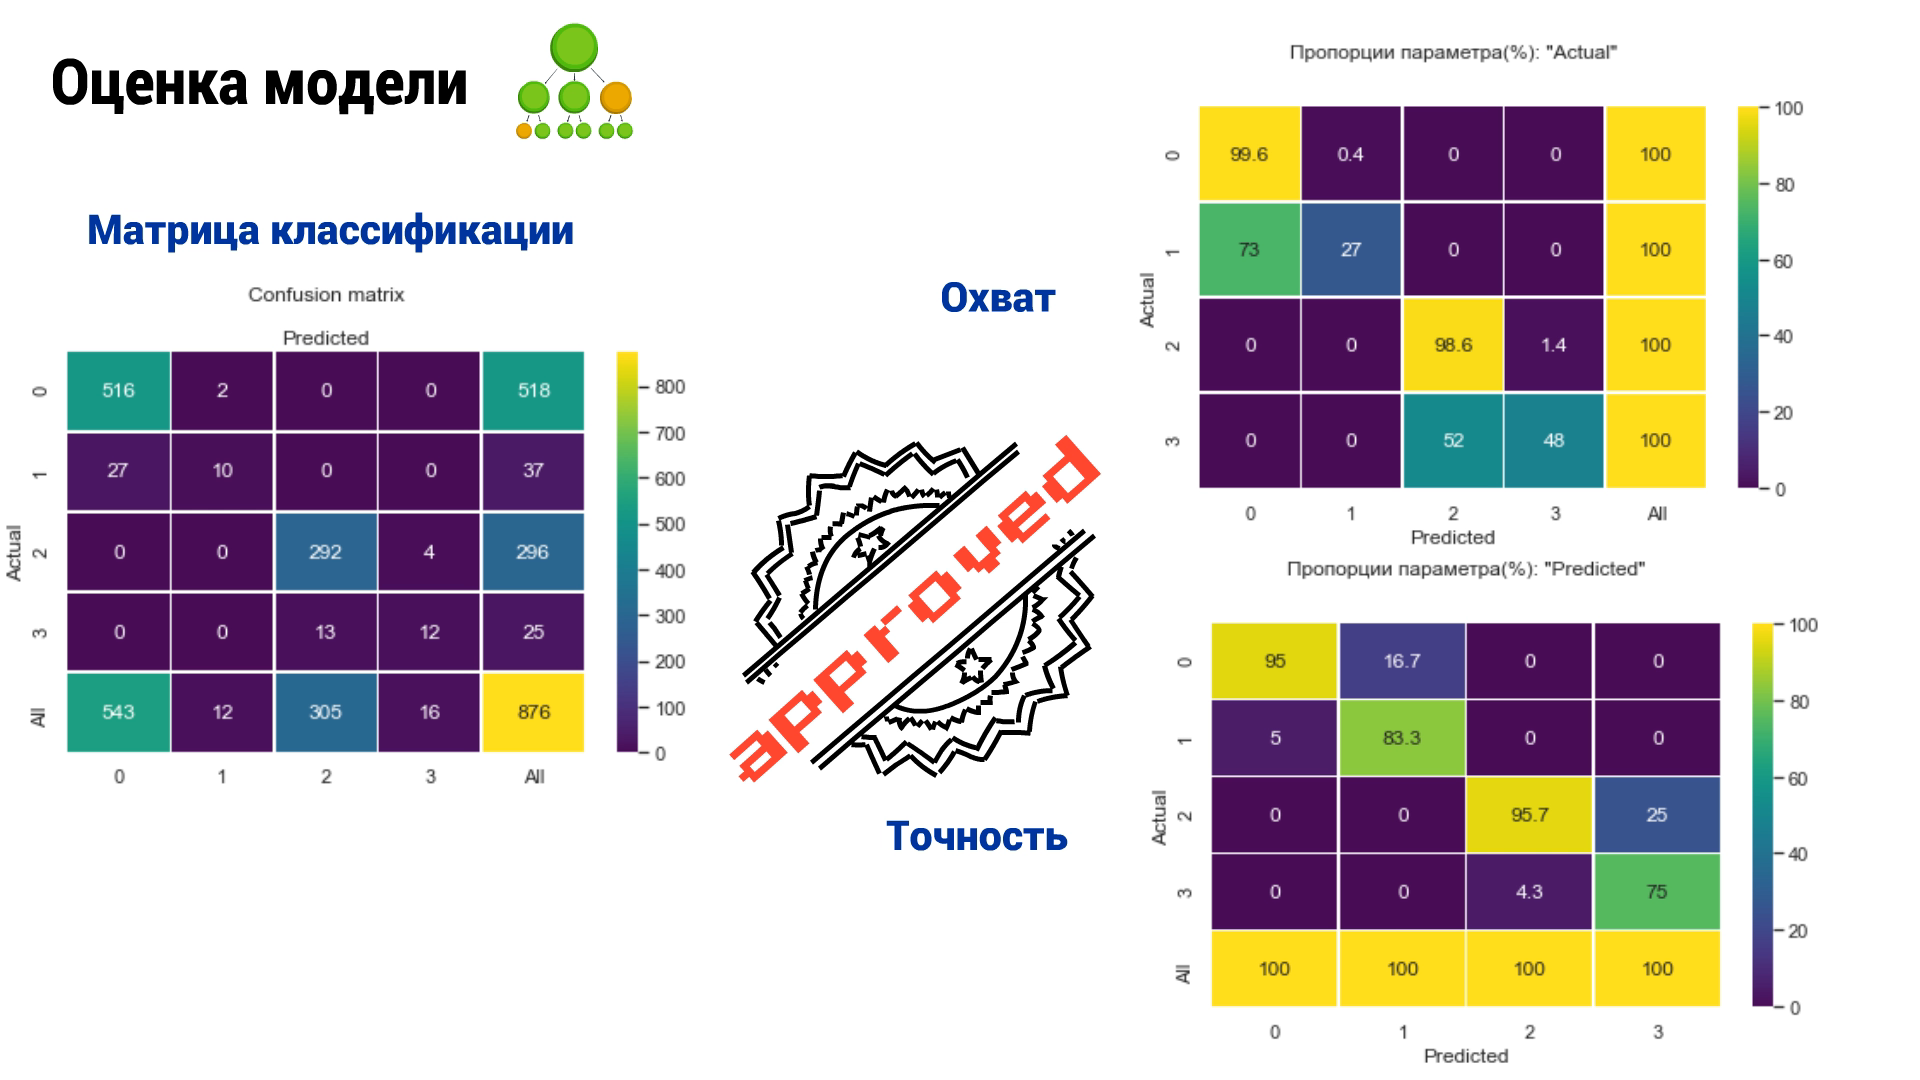 Оценка модели
Матрица классификации
Confusion matrix
Predicted
Actual
0 516 2 0 0 518
1 27 10 0 0 37
2 0 0 292 4 296
3 0 0 13 12 25
All 543 12 305 16 876
0 1 2 3 All
800
700
600
500
400
300
200
100
0
approved
Охват
Пропорции параметра(%): "Actual"
Actual
0 99.6 0.4 0 0 100
1 73 27 0 0 100
2 0 0 98.6 1.4 100
3 0 0 52 48 100
0 1 2 3 All
Predicted
100
80
60
40
20
0
Точность
Пропорции параметра(%): "Predicted"
Actual
0 95 16.7 0 0
1 5 83.3 0 0
2 0 0 95.7 25
3 0 0 4.3 75
All 100 100 100 100
0 1 2 3
Predicted
100
80
60
40
20
0